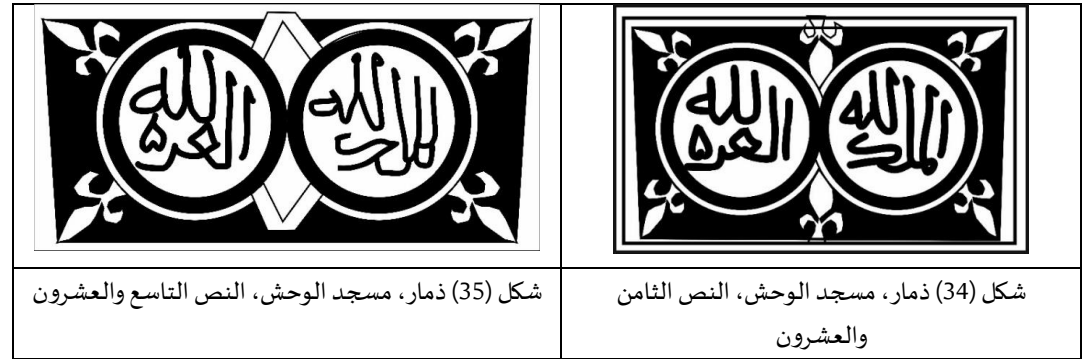 الملك لله
العزة لله
لله
العزة لله
شكل (34) ذمار، مسجد الوحش، النص الثامن
والعشرون
شكل (35) ذمار، مسجد الوحش، النص التاسع والعشرون